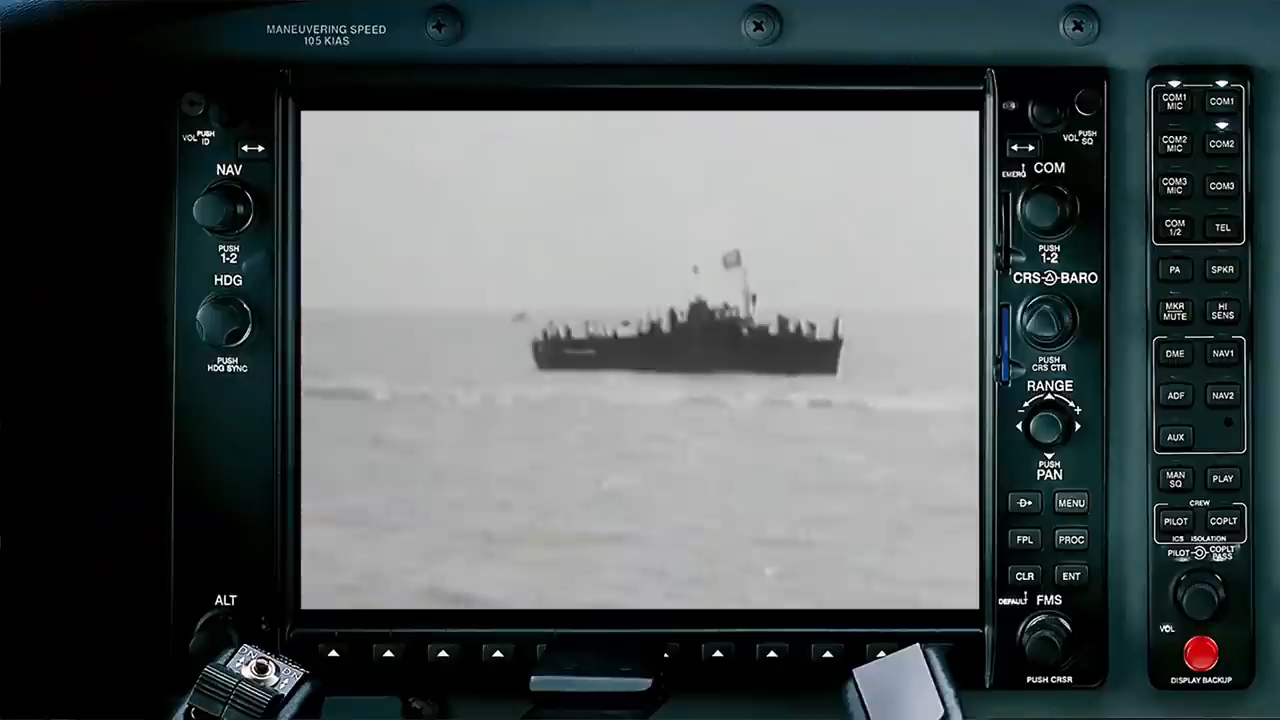 MANEUVERING SPEED
105 KIAS
VOL PUSH
ID
NAV
PUSH
1-2
HDG
PUSH
HDG SYNC
ALT
DN
VOL PUSH
SQ
EMERG
COM
PUSH
1-2
CRS BARO
PUSH
CRS CTR
RANGE
- +
PUSH
PAN
D
MENU
FPL
PROC
CLR
ENT
DEFAULT
FMS
PUSH CRSR
COM1
MIC
COM1
COM2
MIC
COM2
COM3
MIC
COM3
COM
1/2
TEL
PA
SPKR
MKR
MUTE
HI
SENS
DME
NAV1
ADF
NAV2
AUX
MAN
SQ
PLAY
CREW
PILOT
COPLT
ICS ISOLATION
PILOT COPLT
PASS
VOL
DISPLAY BACKUP